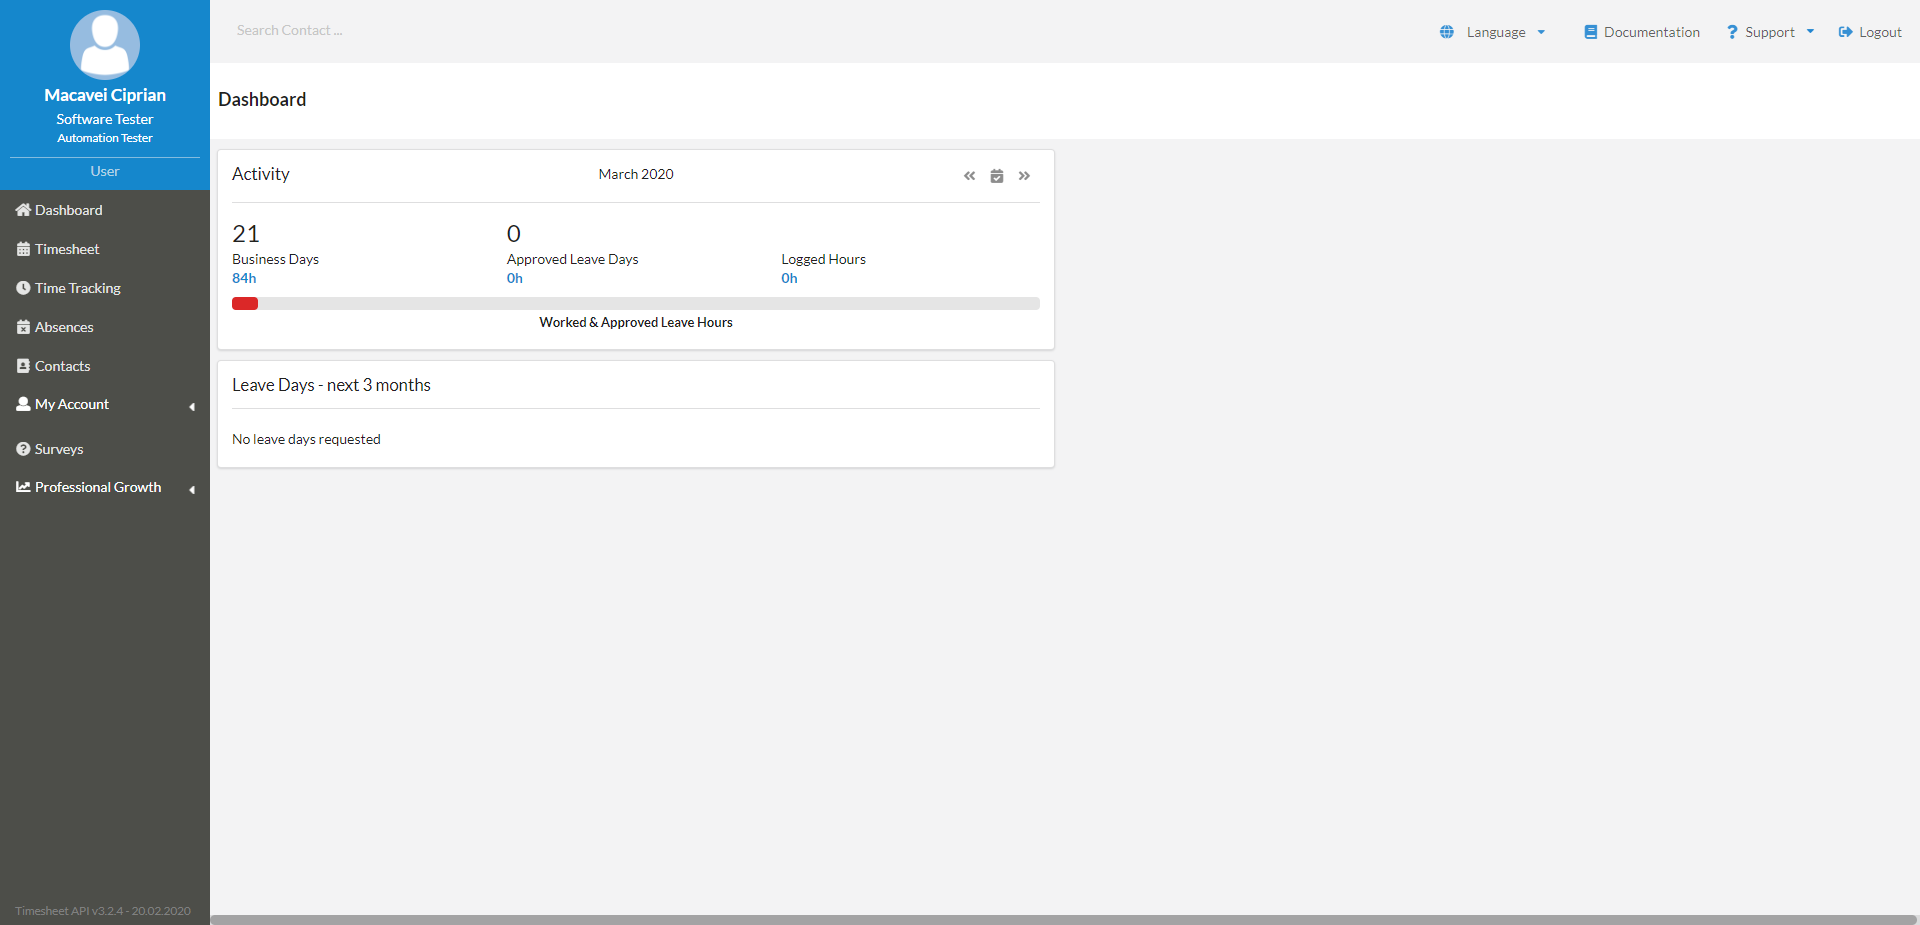 Macavei Ciprian
Software Tester
Automation Tester
User
Dashboard
Timesheet
Time Tracking
Absences
Contacts
My Account
Surveys
Professional Growth
Timesheet API v3.2.4 - 20.02.2020
Search Contact ...
Language
Documentation
Support
Logout
Dashboard
Activity
March 2020
21
Business Days
84h
0
Approved Leave Days
0h
Logged Hours
0h
Worked & Approved Leave Hours
Leave Days - next 3 months
No leave days requested